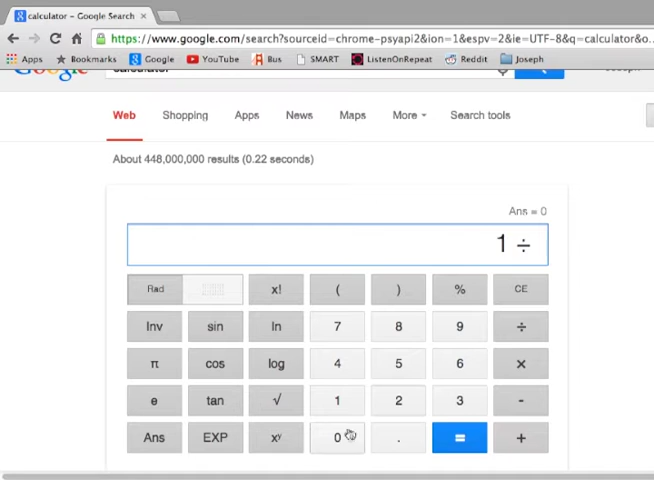 calculator - Google Search
https://www.google.com/search?sourceid=chrome-psyapi2&ion=1&espv=2&ie=UTF-8&q=calculator&o...
Apps Bookmarks Google YouTube Bus SMART ListenOnRepeat Reddit Joseph
Google calculator
Web Shopping Apps News Maps More Search tools
About 448,000,000 results (0.22 seconds)
Ans = 0
1 ÷
Rad x! ( ) % CE
Inv sin ln 7 8 9 ÷
π cos log 4 5 6 ×
e tan √ 1 2 3 -
Ans EXP xʸ 0 . = +